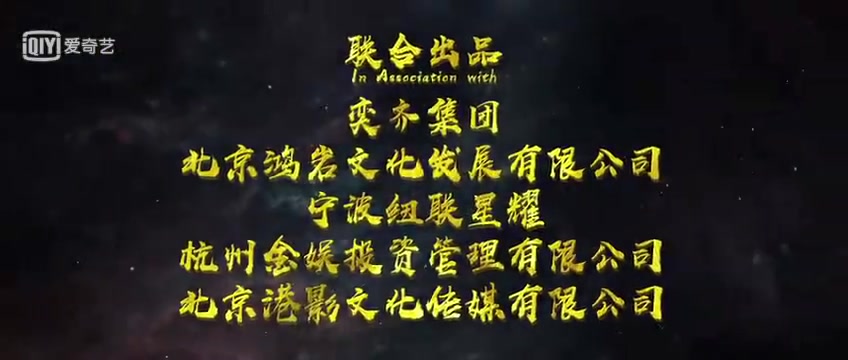 iQIYI 爱奇艺
联合出品
In Association with
奕齐集团
北京鸿岩文化发展有限公司
宁波纽联星耀
杭州金娱投资管理有限公司
北京港影文化传媒有限公司